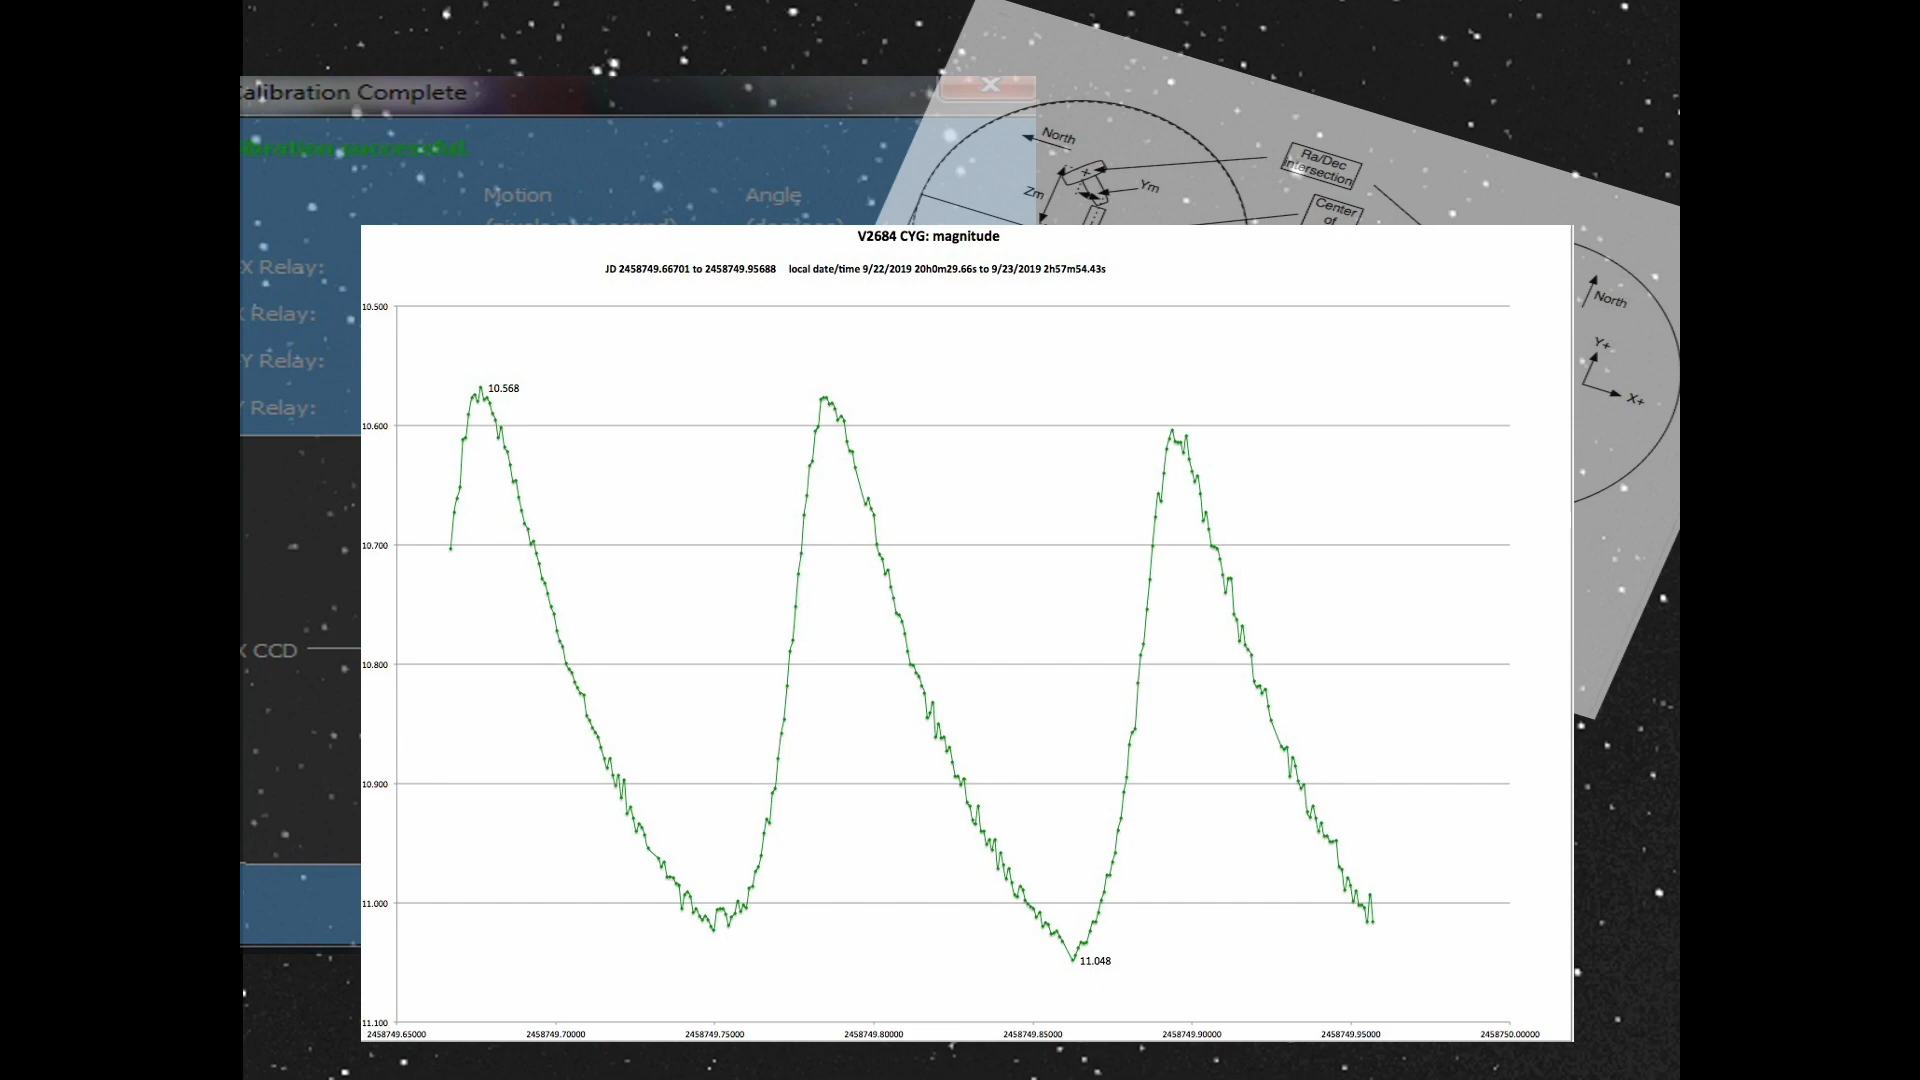 alibration Complete
ibration successful.
Motion
Angle
X Relay:
X Relay:
Y Relay:
Y Relay:
X CCD
North
Zm
Ym
Ra/Dec
intersection
Center
of
North
Y+
X+
V2684 CYG: magnitude
JD 2458749.66701 to 2458749.95688 local date/time 9/22/2019 20h0m29.66s to 9/23/2019 2h57m54.43s
10.500
10.568
10.600
10.700
10.800
10.900
11.000
11.048
11.100
2458749.65000 2458749.70000 2458749.75000 2458749.80000 2458749.85000 2458749.90000 2458749.95000 2458750.00000